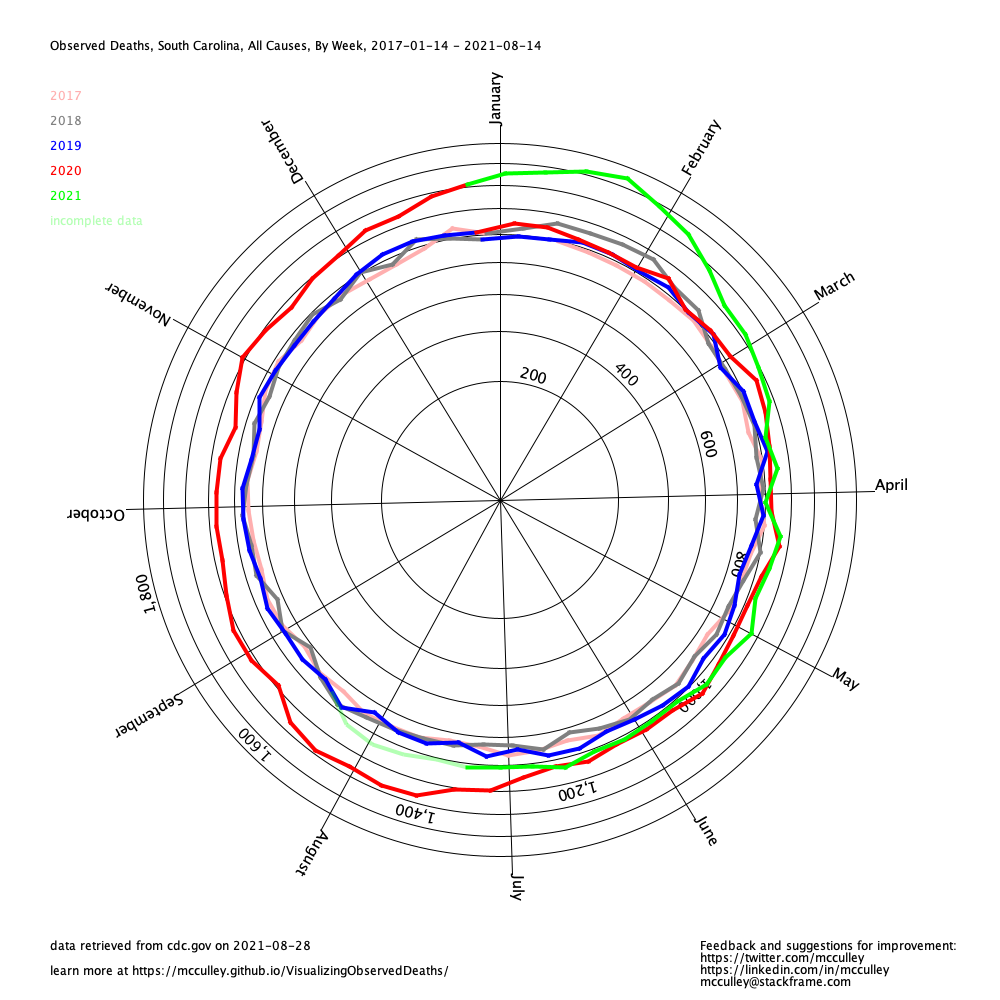 Observed Deaths, South Carolina, All Causes, By Week, 2017-01-14 - 2021-08-14
2017
2018
2019
2020
2021
incomplete data
January
February
March
April
May
June
July
August
September
October
November
December
200
400
600
800
1,000
1,200
1,400
1,600
1,800
data retrieved from cdc.gov on 2021-08-28
learn more at https://mcculley.github.io/VisualizingObservedDeaths/
Feedback and suggestions for improvement:
https://twitter.com/mcculley
https://linkedin.com/in/mcculley
mcculley@stackframe.com